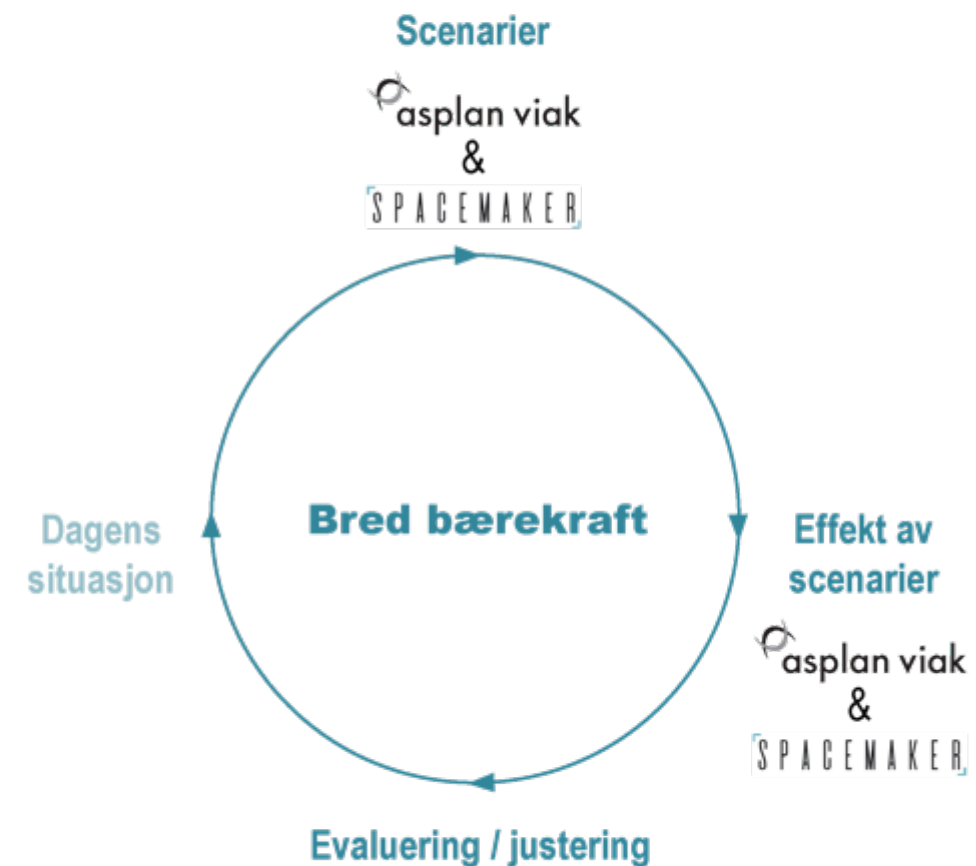 Scenarier
asplan viak
&
SPACEMAKER
Bred bærekraft
Dagens
situasjon
Effekt av
scenarier
asplan viak
&
SPACEMAKER
Evaluering / justering